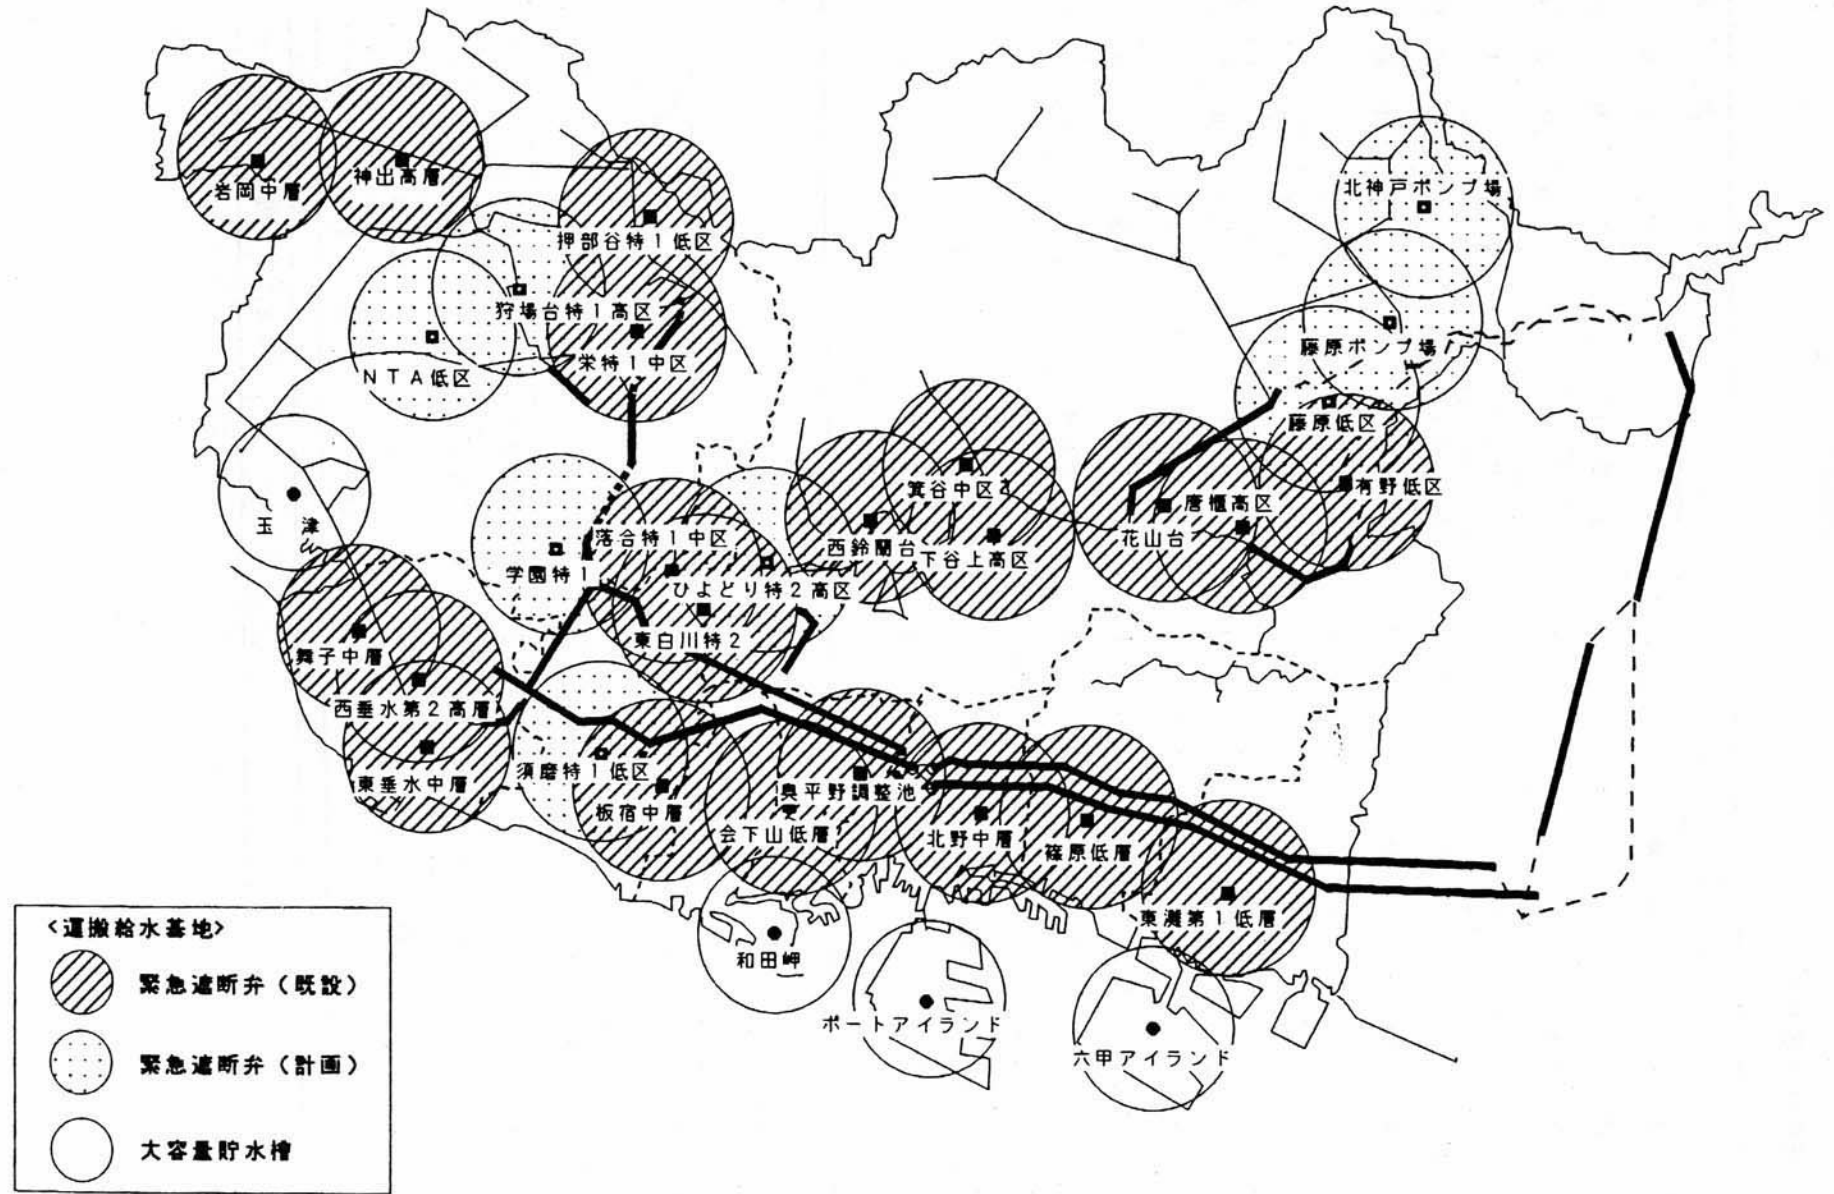 岩岡中層
神出高層
押部谷特1低区
北神戸ポンプ場
狩場台特1高区
栄特1中区
NTA低区
藤原ポンプ場
藤原低区
有野低区
唐櫃高区
花山台
箕谷中区2
西鈴蘭台
下谷上高区
玉 津
落合特1中区
学園特1
ひよどり特2高区
東白川特2
舞子中層
西垂水第2高層
東垂水中層
須磨特1低区
板宿中層
奥平野調整池
会下山低層
北野中層
篠原低層
東灘第1低層
和田岬
ポートアイランド
六甲アイランド
<運搬給水基地>
緊急遮断弁(既設)
緊急遮断弁(計画)
大容量貯水槽